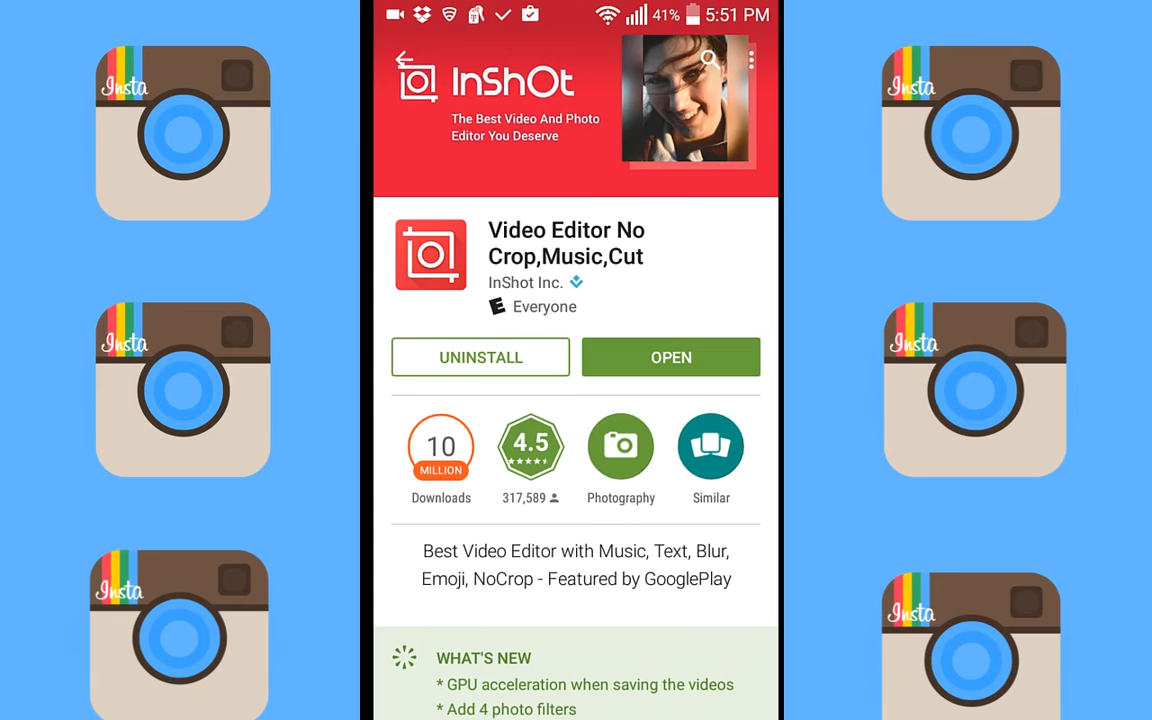 41% 5:51 PM
InShOt
The Best Video And Photo
Editor You Deserve
Video Editor No
Crop,Music,Cut
InShot Inc.
E Everyone
UNINSTALL
OPEN
10
MILLION
Downloads
4.5
317,589
Photography
Similar
Best Video Editor with Music, Text, Blur,
Emoji, NoCrop - Featured by GooglePlay
WHAT'S NEW
* GPU acceleration when saving the videos
* Add 4 photo filters
Insta
Insta
Insta
Insta
Insta
Insta